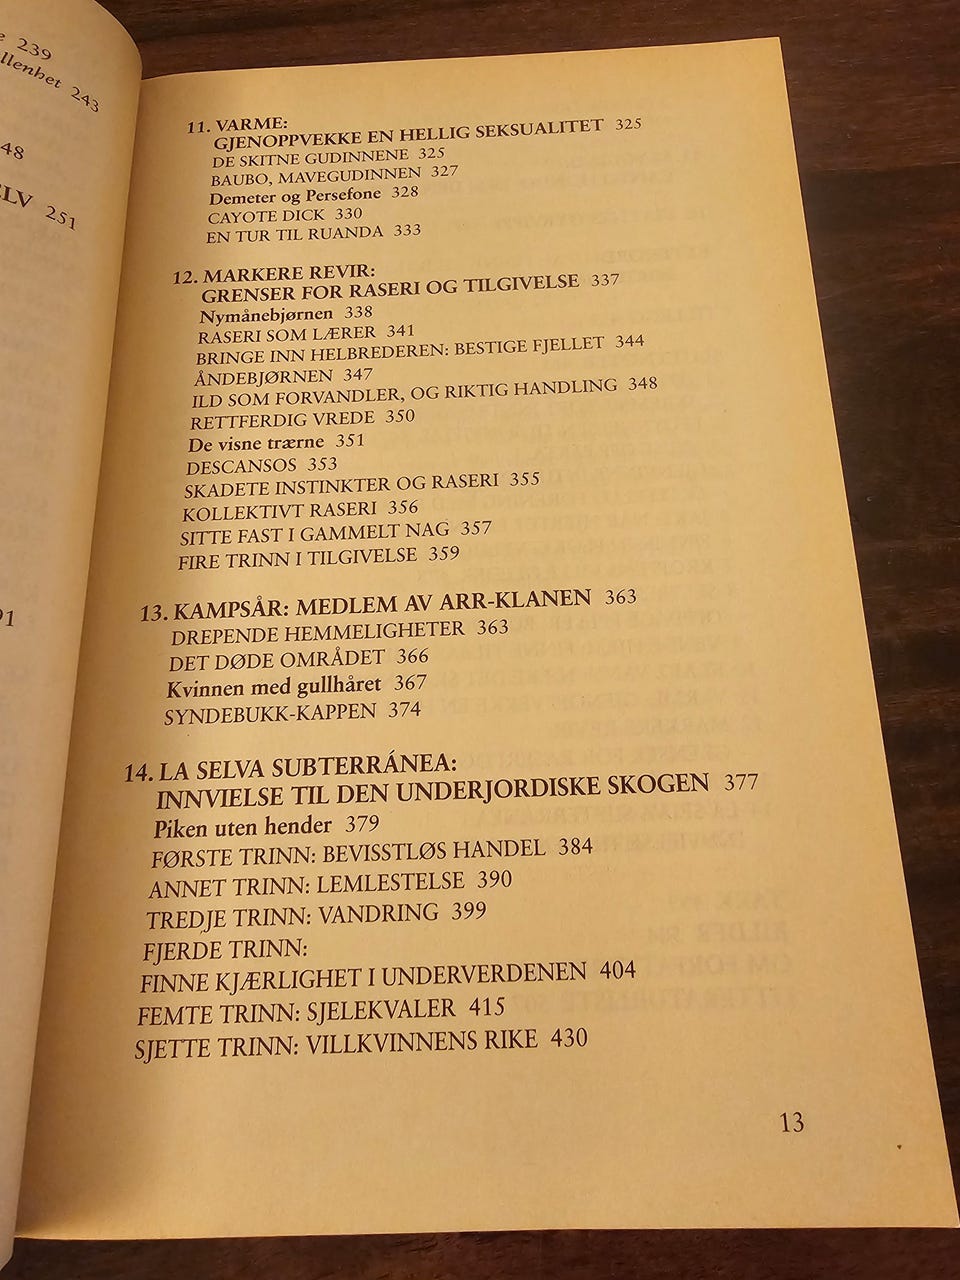 239
243
48
251
91
11. VARME:
GJENOPPVEKKE EN HELLIG SEKSUALITET 325
DE SKITNE GUDINNENE 325
BAUBO, MAVEGUDINNEN 327
Demeter og Persefone 328
CAYOTE DICK 330
EN TUR TIL RUANDA 333
12. MARKERE REVIR:
GRENSER FOR RASERI OG TILGIVELSE 337
Nymånebjørnen 338
RASERI SOM LÆRER 341
BRINGE INN HELBREDEREN: BESTIGE FJELLET 344
ÅNDEBJØRNEN 347
ILD SOM FORVANDLER, OG RIKTIG HANDLING 348
RETTFERDIG VREDE 350
De visne trærne 351
DESCANSOS 353
SKADETE INSTINKTER OG RASERI 355
KOLLEKTIVT RASERI 356
SITTE FAST I GAMMELT NAG 357
FIRE TRINN I TILGIVELSE 359
13. KAMPSÅR: MEDLEM AV ARR-KLANEN 363
DREPENDE HEMMELIGHETER 363
DET DØDE OMRÅDET 366
Kvinnen med gullhåret 367
SYNDEBUKK-KAPPEN 374
14. LA SELVA SUBTERRÁNEA:
INNVIELSE TIL DEN UNDERJORDISKE SKOGEN 377
Piken uten hender 379
FØRSTE TRINN: BEVISSTLØS HANDEL 384
ANNET TRINN: LEMLESTELSE 390
TREDJE TRINN: VANDRING 399
FJERDE TRINN:
FINNE KJÆRLIGHET I UNDERVERDENEN 404
FEMTE TRINN: SJELEKVALER 415
SJETTE TRINN: VILLKVINNENS RIKE 430
13